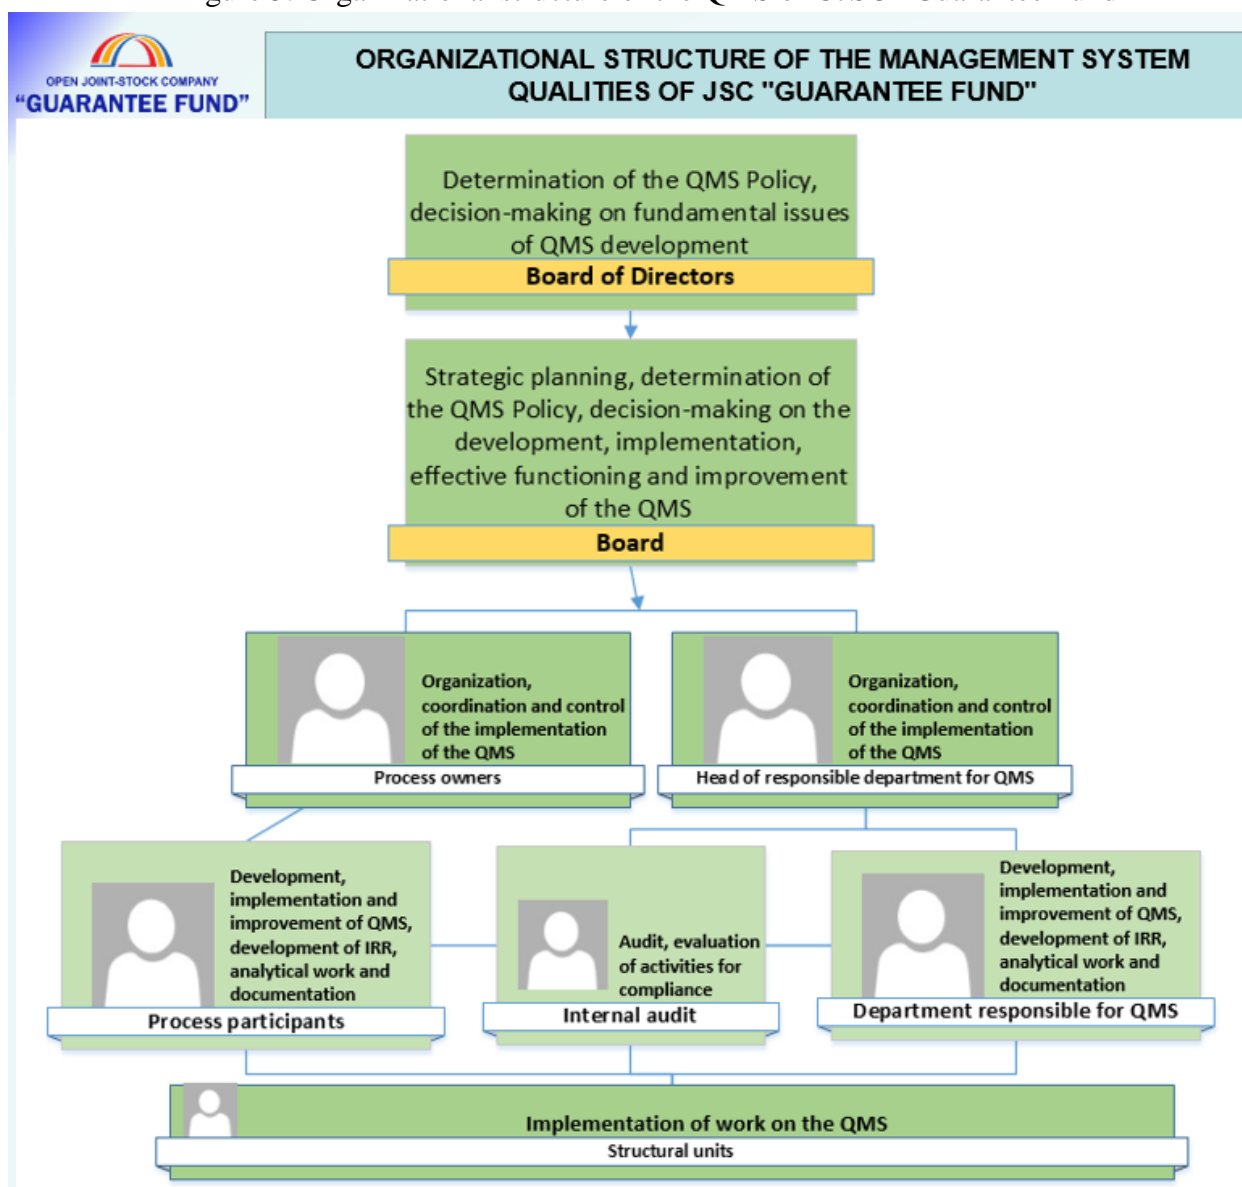 OPEN JOINT-STOCK COMPANY
"GUARANTEE FUND"
ORGANIZATIONAL STRUCTURE OF THE MANAGEMENT SYSTEM
QUALITIES OF JSC "GUARANTEE FUND"
Determination of the QMS Policy,
decision-making on fundamental issues
of QMS development
Board of Directors
Strategic planning, determination of
the QMS Policy, decision-making on the
development, implementation,
effective functioning and improvement
of the QMS
Board
Organization,
coordination and control
of the implementation
of the QMS
Process owners
Organization,
coordination and control
of the implementation
of the QMS
Head of responsible department for QMS
Development,
implementation and
improvement of QMS,
development of IRR,
analytical work and
documentation
Process participants
Audit, evaluation
of activities for
compliance
Internal audit
Development,
implementation and
improvement of QMS,
development of IRR,
analytical work and
documentation
Department responsible for QMS
Implementation of work on the QMS
Structural units